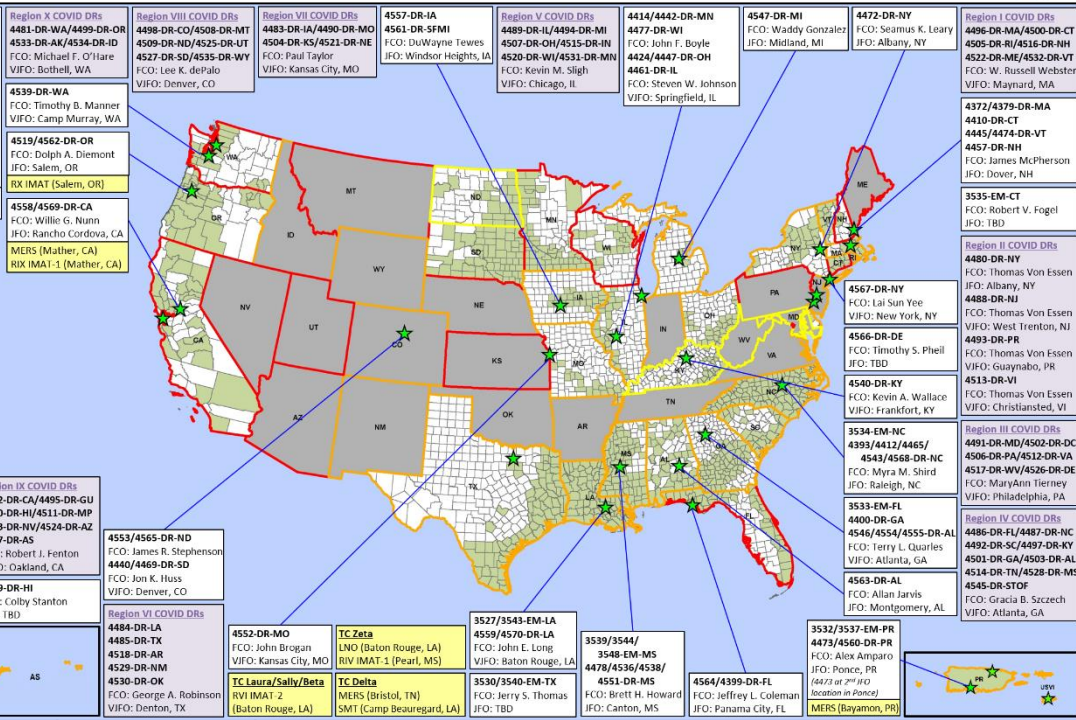 Region X COVID DRs
4481-DR-WA/4499-DR-OR
4533-DR-AK/4534-DR-ID
FCO: Michael F. O'Hare
VJFO: Bothell, WA
Region VIII COVID DRs
4498-DR-CO/4508-DR-MT
4509-DR-ND/4525-DR-UT
4527-DR-SD/4535-DR-WY
FCO: Lee K. dePalo
VJFO: Denver, CO
Region VII COVID DRs
4483-DR-IA/4490-DR-MO
4504-DR-KS/4521-DR-NE
FCO: Paul Taylor
VJFO: Kansas City, MO
4557-DR-IA
4561-DR-SFMI
FCO: DuWayne Tewes
JFO: Windsor Heights, IA
Region V COVID DRs
4489-DR-IL/4494-DR-MI
4507-DR-OH/4515-DR-IN
4520-DR-WI/4531-DR-MN
FCO: Kevin M. Sligh
VJFO: Chicago, IL
4414/4442-DR-MN
4477-DR-WI
FCO: John F. Boyle
4424/4447-DR-OH
4461-DR-IL
FCO: Steven W. Johnson
VJFO: Springfield, IL
4547-DR-MI
FCO: Waddy Gonzalez
JFO: Midland, MI
4472-DR-NY
FCO: Seamus K. Leary
JFO: Albany, NY
Region I COVID DRs
4496-DR-MA/4500-DR-CT
4505-DR-RI/4516-DR-NH
4522-DR-ME/4532-DR-VT
FCO: W. Russell Webster
VJFO: Maynard, MA
4539-DR-WA
FCO: Timothy B. Manner
VJFO: Camp Murray, WA
4519/4562-DR-OR
FCO: Dolph A. Diemont
JFO: Salem, OR
RX IMAT (Salem, OR)
4558/4569-DR-CA
FCO: Willie G. Nunn
JFO: Rancho Cordova, CA
MERS (Mather, CA)
RIX IMAT-1 (Mather, CA)
4372/4379-DR-MA
4410-DR-CT
4445/4474-DR-VT
4457-DR-NH
FCO: James McPherson
JFO: Dover, NH
3535-EM-CT
FCO: Robert V. Fogel
JFO: TBD
Region II COVID DRs
4480-DR-NY
FCO: Thomas Von Essen
JFO: Albany, NY
4488-DR-NJ
FCO: Thomas Von Essen
VJFO: West Trenton, NJ
4493-DR-PR
FCO: Thomas Von Essen
VJFO: Guaynabo, PR
4513-DR-VI
FCO: Thomas Von Essen
VJFO: Christiansted, VI
4567-DR-NY
FCO: Lai Sun Yee
VJFO: New York, NY
4566-DR-DE
FCO: Timothy S. Pheil
JFO: TBD
4540-DR-KY
FCO: Kevin A. Wallace
VJFO: Frankfort, KY
3534-EM-NC
4393/4412/4465/
4543/4568-DR-NC
FCO: Myra M. Shird
JFO: Raleigh, NC
3533-EM-FL
4400-DR-GA
4546/4554/4555-DR-AL
FCO: Terry L. Quarles
VJFO: Atlanta, GA
4563-DR-AL
FCO: Allan Jarvis
JFO: Montgomery, AL
Region III COVID DRs
4491-DR-MD/4502-DR-DC
4506-DR-PA/4512-DR-VA
4517-DR-WV/4526-DR-DE
FCO: MaryAnn Tierney
VJFO: Philadelphia, PA
Region IV COVID DRs
4486-DR-FL/4487-DR-NC
4492-DR-SC/4497-DR-KY
4501-DR-GA/4503-DR-AL
4514-DR-TN/4528-DR-MS
4545-DR-STOF
FCO: Gracia B. Szczech
VJFO: Atlanta, GA
WA
MT
ND
MN
WI
ME
VT
NH
NY
MA
CT
RI
OR
ID
WY
SD
IA
NE
PA
NJ
MD
NV
UT
CO
KS
MO
IN
OH
WV
VA
KY
CA
AZ
NM
OK
AR
TN
NC
SC
TX
LA
MS
AL
GA
FL
ion IX COVID DRs
2-DR-CA/4495-DR-GU
0-DR-HI/4511-DR-MP
3-DR-NV/4524-DR-AZ
7-DR-AS
: Robert J. Fenton
O: Oakland, CA
9-DR-HI
: Colby Stanton
TBD
AS
4553/4565-DR-ND
FCO: James R. Stephenson
4440/4469-DR-SD
FCO: Jon K. Huss
VJFO: Denver, CO
Region VI COVID DRs
4484-DR-LA
4485-DR-TX
4518-DR-AR
4529-DR-NM
4530-DR-OK
FCO: George A. Robinson
VJFO: Denton, TX
4552-DR-MO
FCO: John Brogan
VJFO: Kansas City, MO
TC Zeta
LNO (Baton Rouge, LA)
RIV IMAT-1 (Pearl, MS)
TC Laura/Sally/Beta
RVI IMAT-2
(Baton Rouge, LA)
TC Delta
MERS (Bristol, TN)
SMT (Camp Beauregard, LA)
3527/3543-EM-LA
4559/4570-DR-LA
FCO: John E. Long
VJFO: Baton Rouge, LA
3530/3540-EM-TX
FCO: Jerry S. Thomas
JFO: TBD
3539/3544/
3548-EM-MS
4478/4536/4538/
4551-DR-MS
FCO: Brett H. Howard
JFO: Canton, MS
4564/4399-DR-FL
FCO: Jeffrey L. Coleman
JFO: Panama City, FL
3532/3537-EM-PR
4473/4560-DR-PR
FCO: Alex Amparo
JFO: Ponce, PR
(4473 at 2nd JFO
location in Ponce)
MERS (Bayamon, PR)
PR
USVI